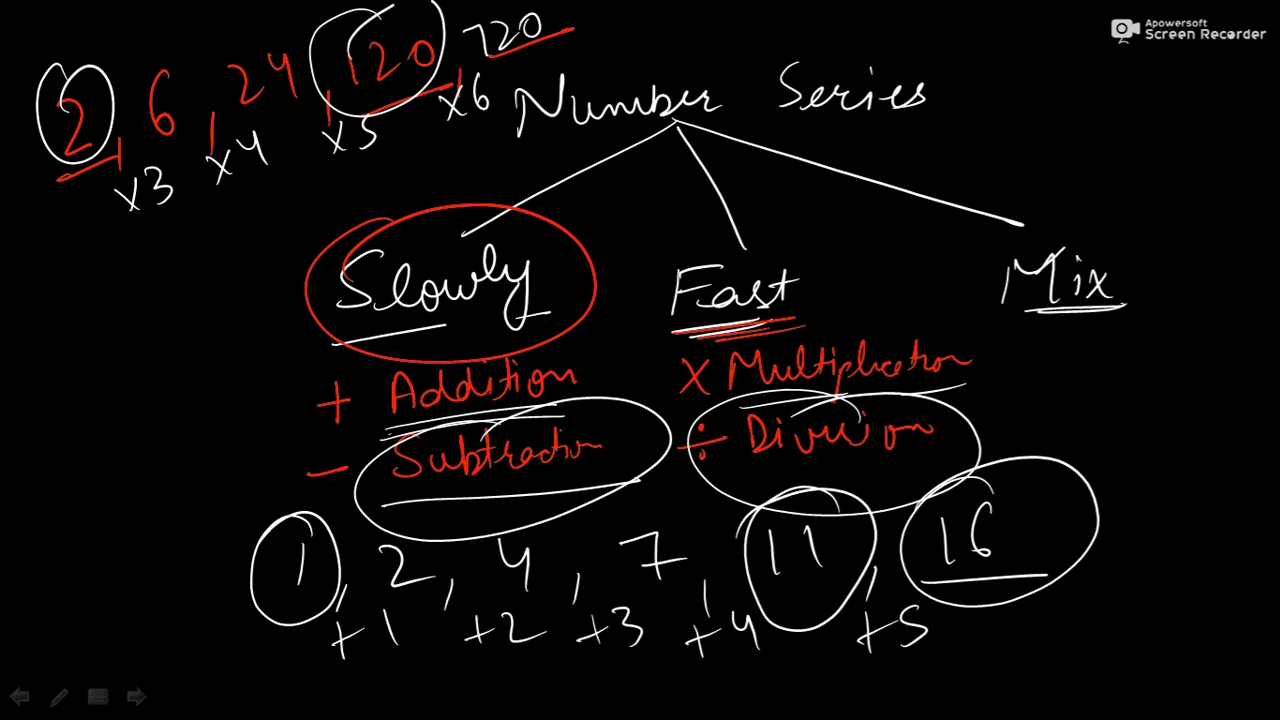 Apowersoft
Screen Recorder
2, 6, 24, 120, 720
x3 x4 x5 x6
Number Series
Slowly Fast Mix
+ Addition x Multiplication
- Subtraction ÷ Division
1, 2, 4, 7, 11, 16
+1 +2 +3 +4 +5